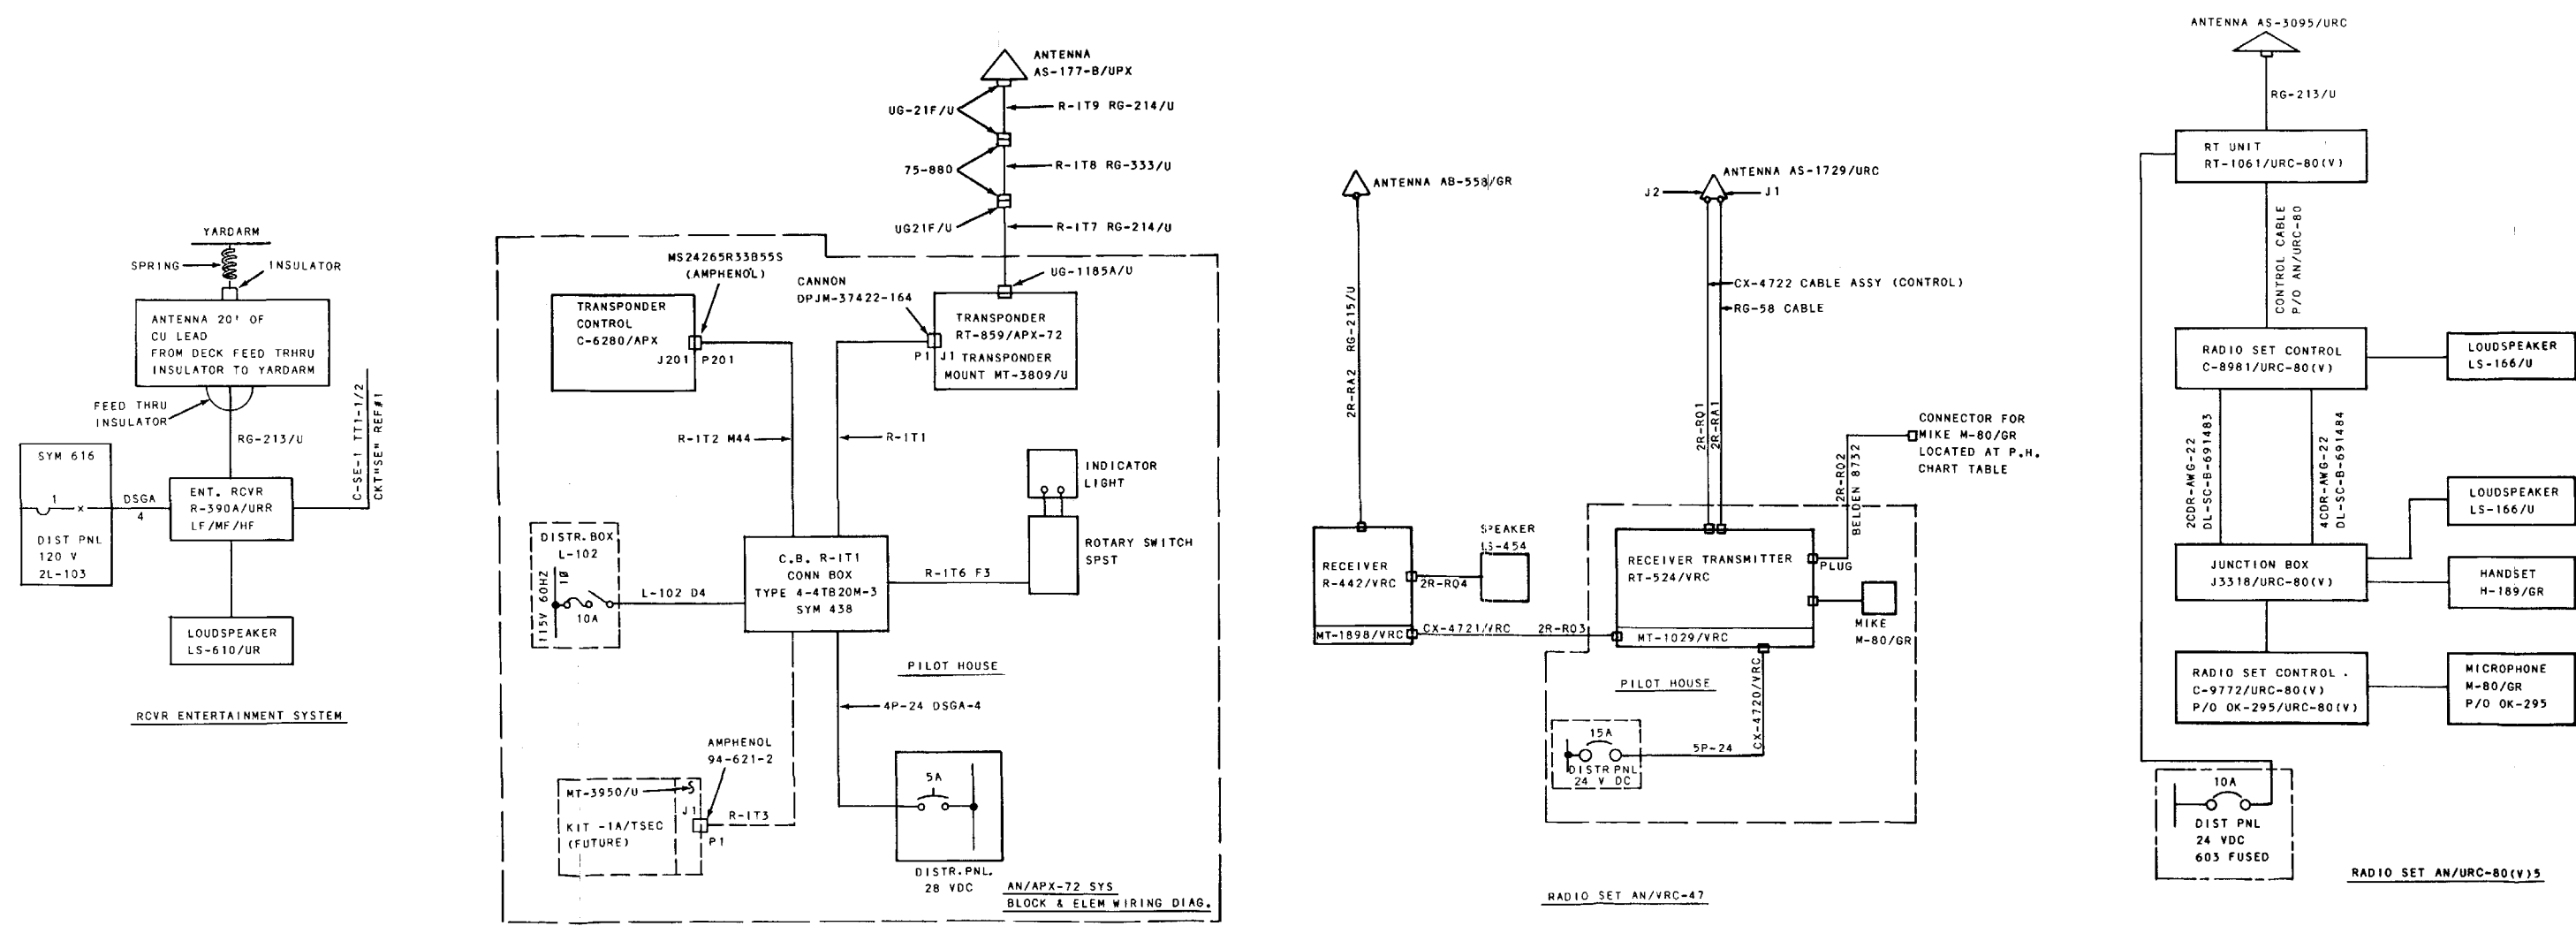 YARDARM
SPRING
INSULATOR
ANTENNA 20' OF
CU LEAD
FROM DECK FEED TRHRU
INSULATOR TO YARDARM
FEED THRU
INSULATOR
RG-213/U
C-SE-1 TT1-1/2
CKT"SE" REF#1
SYM 616
1
DIST PNL
120 V
2L-103
DSGA
4
ENT. RCVR
R-390A/URR
LF/MF/HF
LOUDSPEAKER
LS-610/UR
RCVR ENTERTAINMENT SYSTEM
ANTENNA
AS-177-B/UPX
UG-21F/U
R-IT9 RG-214/U
75-880
R-IT8 RG-333/U
UG21F/U
R-IT7 RG-214/U
MS24265R33B55S
(AMPHENOL)
CANNON
DPJM-37422-164
UG-1185A/U
TRANSPONDER
CONTROL
C-6280/APX
J201
P201
TRANSPONDER
RT-859/APX-72
P1
J1
TRANSPONDER
MOUNT MT-3809/U
R-IT2 M44
R-IT1
INDICATOR
LIGHT
ROTARY SWITCH
SPST
DISTR.BOX
L-102
115V 60HZ
1Ø
10A
L-102 D4
C.B. R-IT1
CONN BOX
TYPE 4-4TB20M-3
SYM 438
R-IT6 F3
PILOT HOUSE
4P-24 DSGA-4
AMPHENOL
94-621-2
MT-3950/U
J1
KIT -1A/TSEC
(FUTURE)
R-IT3
P1
5A
DISTR.PNL.
28 VDC
AN/APX-72 SYS
BLOCK & ELEM WIRING DIAG.
ANTENNA AB-558/GR
ANTENNA AS-1729/URC
J2
J1
2R-RA2 RG-215/U
CX-4722 CABLE ASSY (CONTROL)
RG-58 CABLE
2R-RQ1
2R-RA1
2R-RQ2
BELDEN 8732
CONNECTOR FOR
MIKE M-80/GR
LOCATED AT P.H.
CHART TABLE
SPEAKER
LS-454
RECEIVER
R-442/VRC
2R-RQ4
MT-1898/VRC
CX-4721/VRC
2R-RQ3
RECEIVER TRANSMITTER
RT-524/VRC
PLUG
MT-1029/VRC
MIKE
M-80/GR
PILOT HOUSE
CX-4720/VRC
15A
5P-24
DISTR PNL
24 V DC
RADIO SET AN/VRC-47
ANTENNA AS-3095/URC
RG-213/U
RT UNIT
RT-1061/URC-80(V)
CONTROL CABLE
P/O AN/URC-80
RADIO SET CONTROL
C-8981/URC-80(V)
LOUDSPEAKER
LS-166/U
2CDR-AWG-22
DL-SC-B-691483
4CDR-AWG-22
DL-SC-B-691484
LOUDSPEAKER
LS-166/U
JUNCTION BOX
J3318/URC-80(V)
HANDSET
H-189/GR
RADIO SET CONTROL .
C-9772/URC-80(V)
P/O OK-295/URC-80(V)
MICROPHONE
M-80/GR
P/O OK-295
10A
DIST PNL
24 VDC
603 FUSED
RADIO SET AN/URC-80(V)5